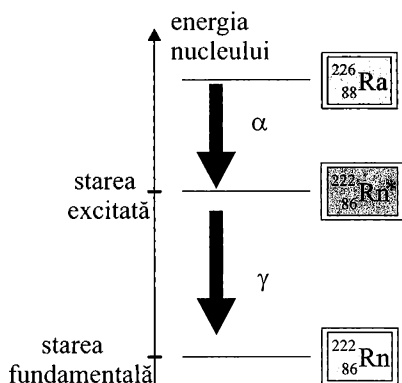 energia
nucleului
²²⁶₈₈Ra
α
starea
excitată
²²²₈₆Rn*
γ
starea
fundamentală
²²²₈₆Rn